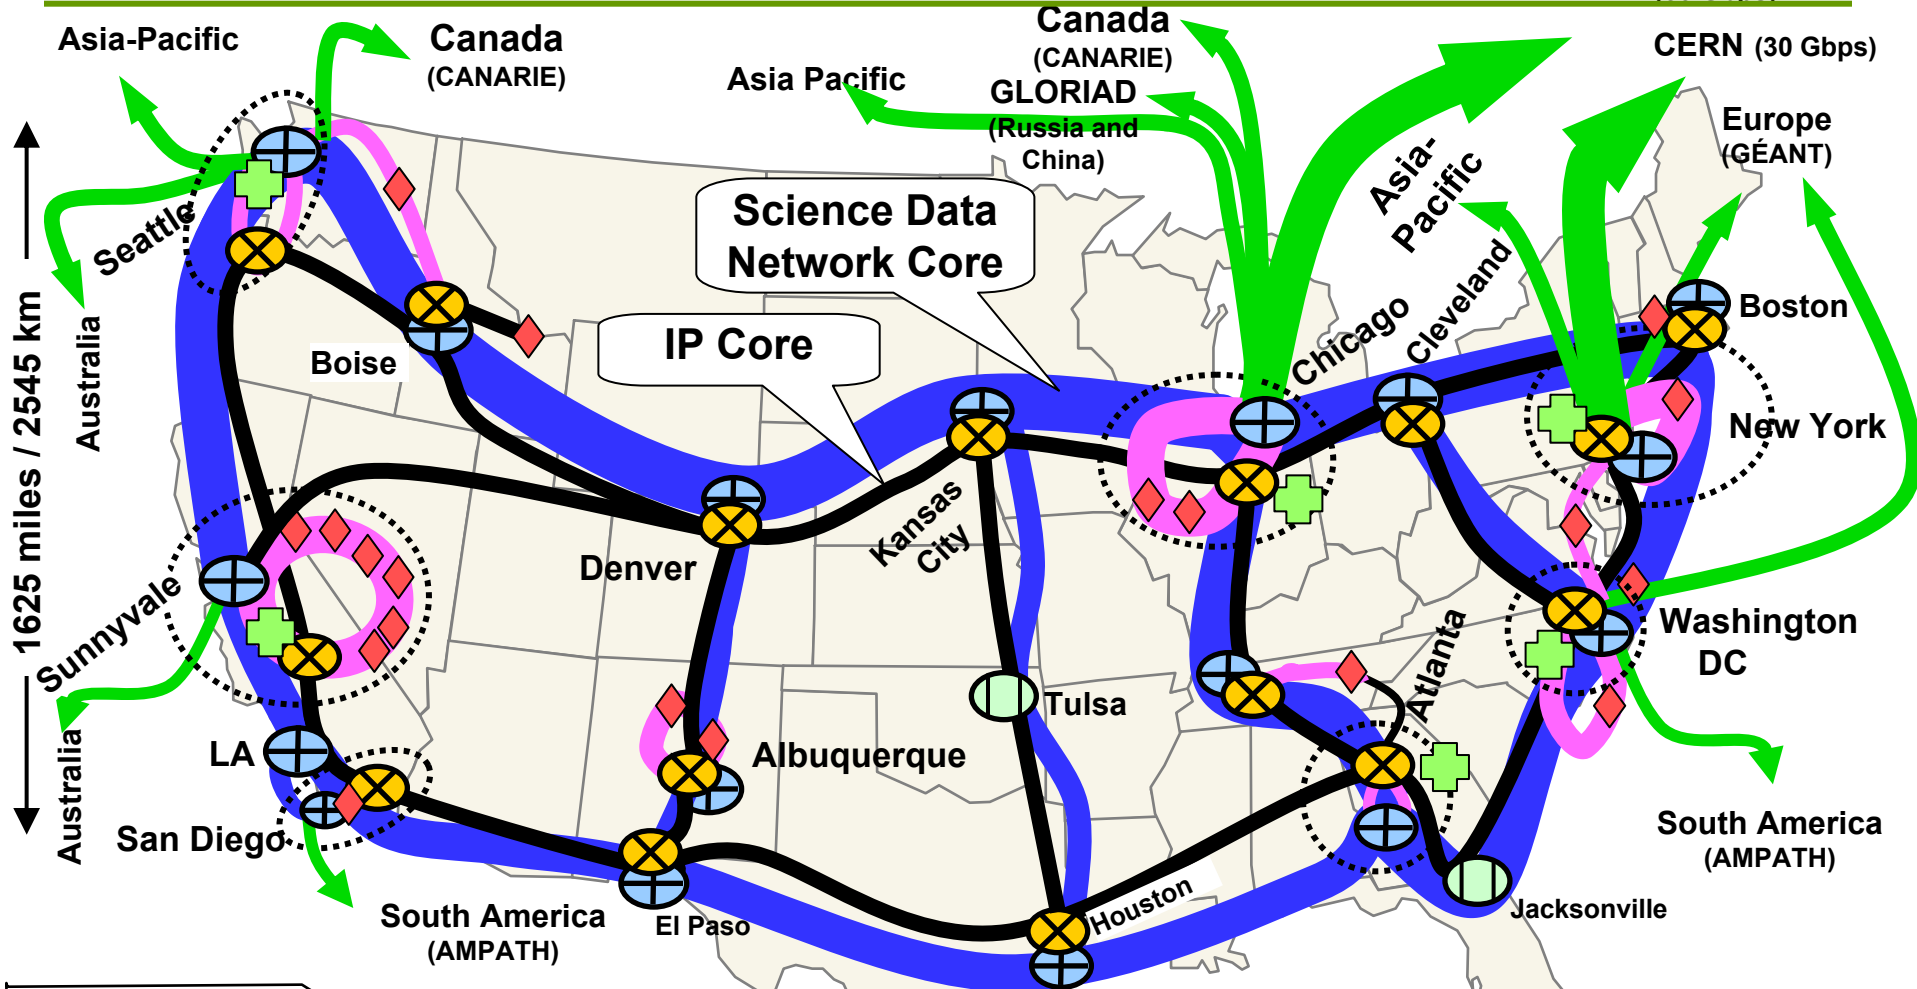 Asia-Pacific
Canada
(CANARIE)
Asia Pacific
Canada
(CANARIE)
GLORIAD
(Russia and
China)
CERN (30 Gbps)
Europe
(GÉANT)
Asia-
Pacific
Seattle
Science Data
Network Core
IP Core
Boise
Chicago
Cleveland
Boston
New York
Australia
1625 miles / 2545 km
Denver
Kansas
City
Sunnyvale
Atlanta
Washington
DC
Tulsa
LA
Albuquerque
Australia
San Diego
South America
(AMPATH)
El Paso
Houston
Jacksonville
South America
(AMPATH)